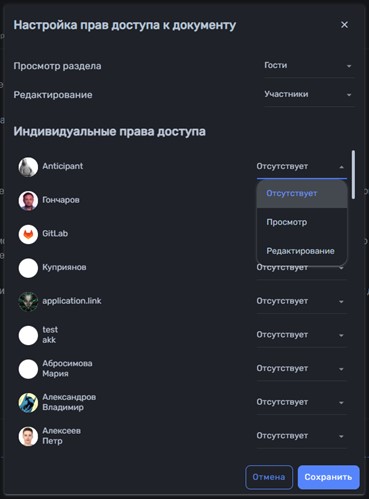 Настройка прав доступа к документу
Просмотр раздела
Гости
Редактирование
Участники
Индивидуальные права доступа
Anticipant
Отсутствует
Отсутствует
Просмотр
Редактирование
Гончаров
GitLab
Куприянов
Отсутствует
application.link
Отсутствует
test
akk
Отсутствует
Абросимова
Мария
Отсутствует
Александров
Владимир
Отсутствует
Алексеев
Петр
Отсутствует
Отмена
Сохранить